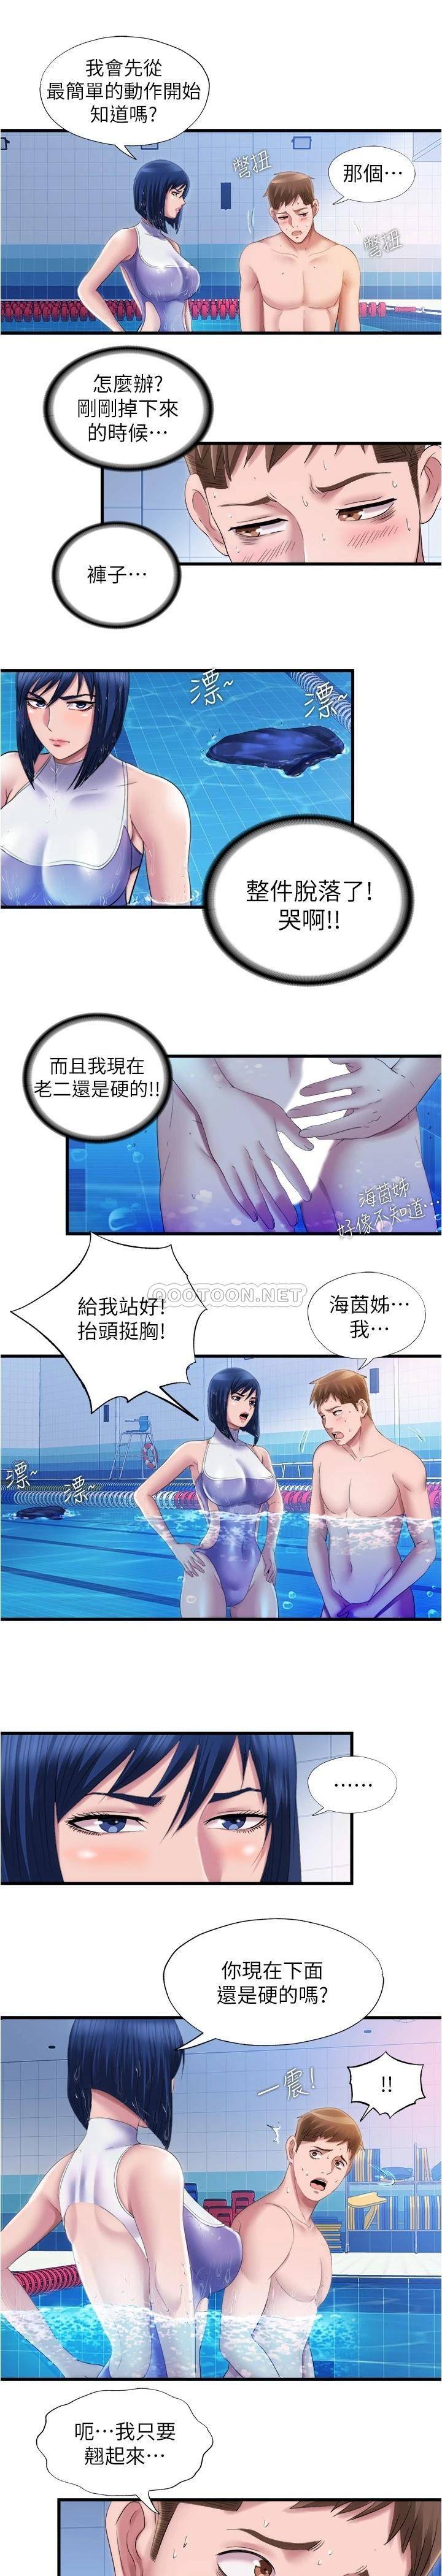 我會先從
最簡單的動作開始
知道嗎?
彆扭
那個…
彆扭
怎麼辦?
剛剛掉下來
的時候…
褲子…
漂~
漂~
整件脫落了!
哭啊!!
而且我現在
老二還是硬的!!
海茵姊
好像不知道…
TOPTOON.NET
給我站好!
抬頭挺胸!
海茵姊…
我…
漂~
漂~
……
你現在下面
還是硬的嗎?
一震!
!!
呃…我只要
翹起來…